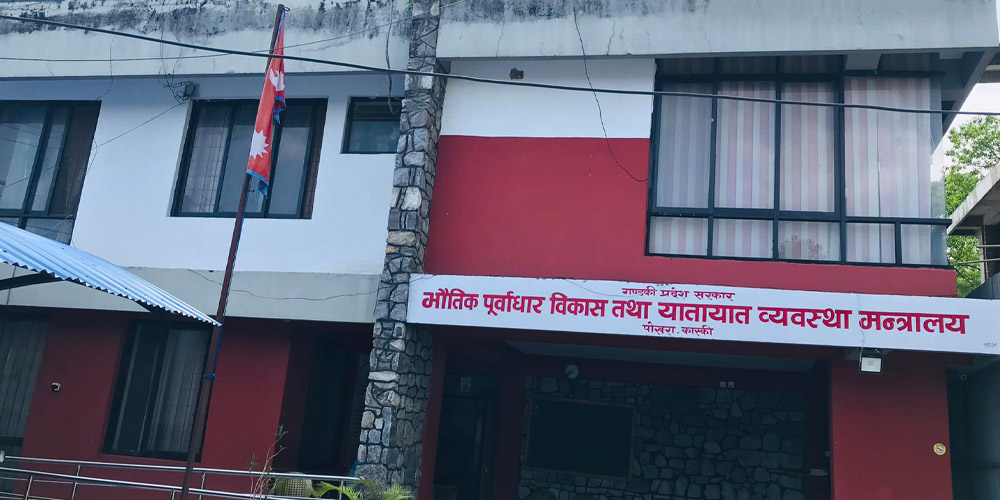 गण्डकी प्रदेश सरकार
भौतिक पूर्वाधार विकास तथा यातायात व्यवस्था मन्त्रालय
पोखरा, कास्की